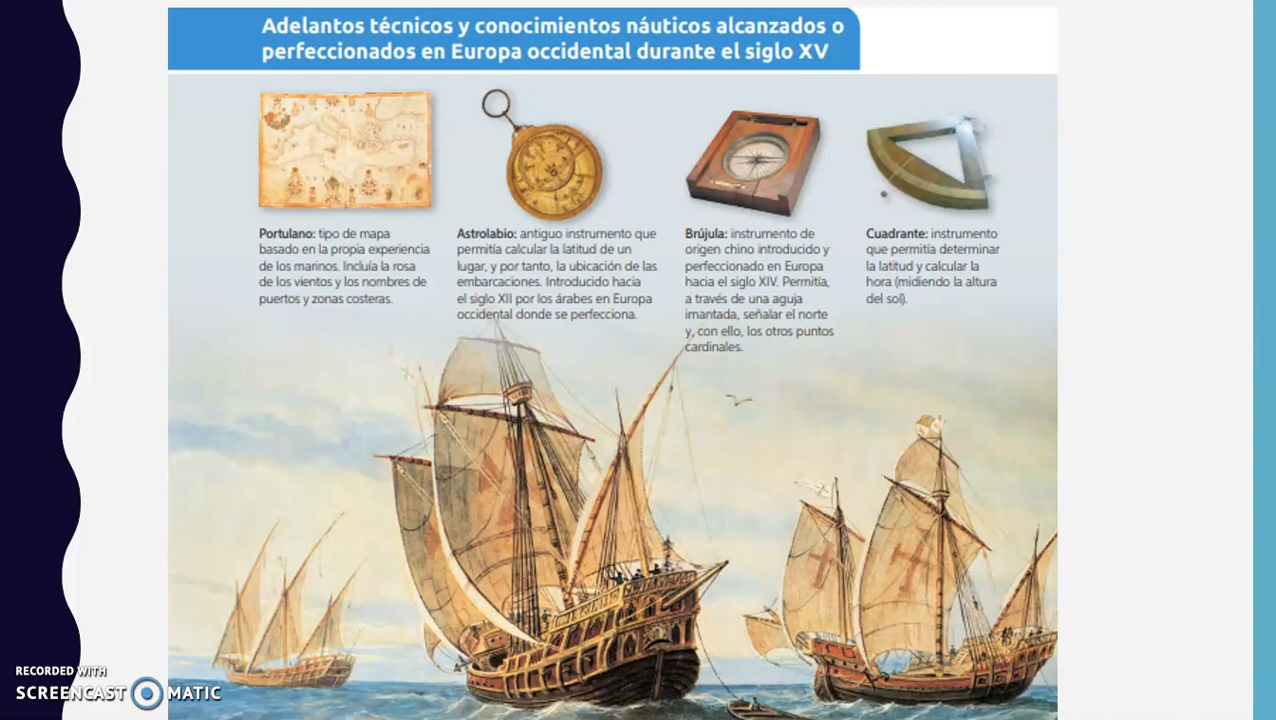 Adelantos técnicos y conocimientos náuticos alcanzados o
perfeccionados en Europa occidental durante el siglo XV
Portulano: tipo de mapa
basado en la propia experiencia
de los marinos. Incluía la rosa
de los vientos y los nombres de
puertos y zonas costeras.
Astrolabio: antiguo instrumento que
permitía calcular la latitud de un
lugar, y por tanto, la ubicación de las
embarcaciones. Introducido hacia
el siglo XII por los árabes en Europa
occidental donde se perfecciona.
Brújula: instrumento de
origen chino introducido y
perfeccionado en Europa
hacia el siglo XIV. Permitía,
a través de una aguja
imantada, señalar el norte
y, con ello, los otros puntos
cardinales.
Cuadrante: instrumento
que permitía determinar
la latitud y calcular la
hora (midiendo la altura
del sol).
RECORDED WITH
SCREENCAST MATIC